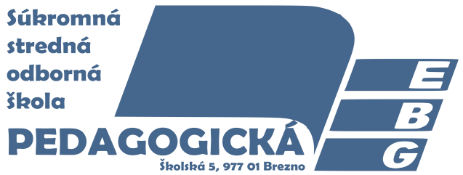 Súkromná
stredná
odborná
škola
PEDAGOGICKÁ
Školská 5, 977 01 Brezno
E
B
G